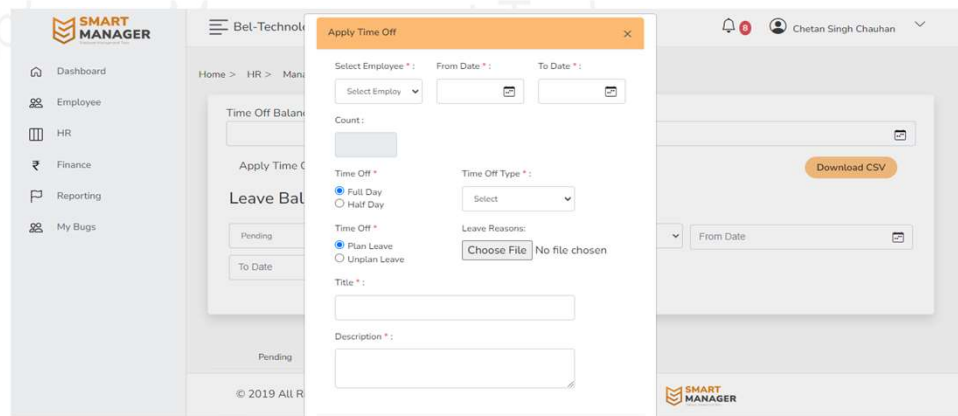 SMART
MANAGER
Bel-Technolo
Apply Time Off
×
8
Chetan Singh Chauhan
Dashboard
Employee
HR
Finance
Reporting
My Bugs
Home > HR > Mana
Time Off Balanc
Apply Time O
Download CSV
Leave Bal
Pending
From Date
To Date
Pending
Select Employee * :
From Date * :
To Date * :
Select Employ
Count :
Time Off *
Full Day
Half Day
Time Off Type * :
Select
Time Off *
Plan Leave
Unplan Leave
Leave Reasons:
Choose File No file chosen
Title * :
Description * :
© 2019 All R
SMART
MANAGER